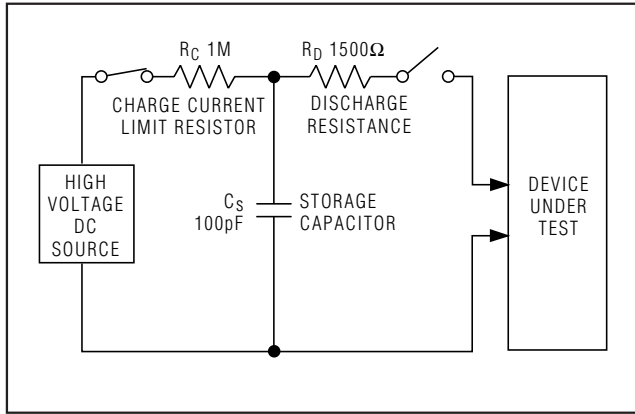 R_C 1M
CHARGE CURRENT
LIMIT RESISTOR
R_D 1500Ω
DISCHARGE
RESISTANCE
HIGH
VOLTAGE
DC
SOURCE
C_S
100pF
STORAGE
CAPACITOR
DEVICE
UNDER
TEST